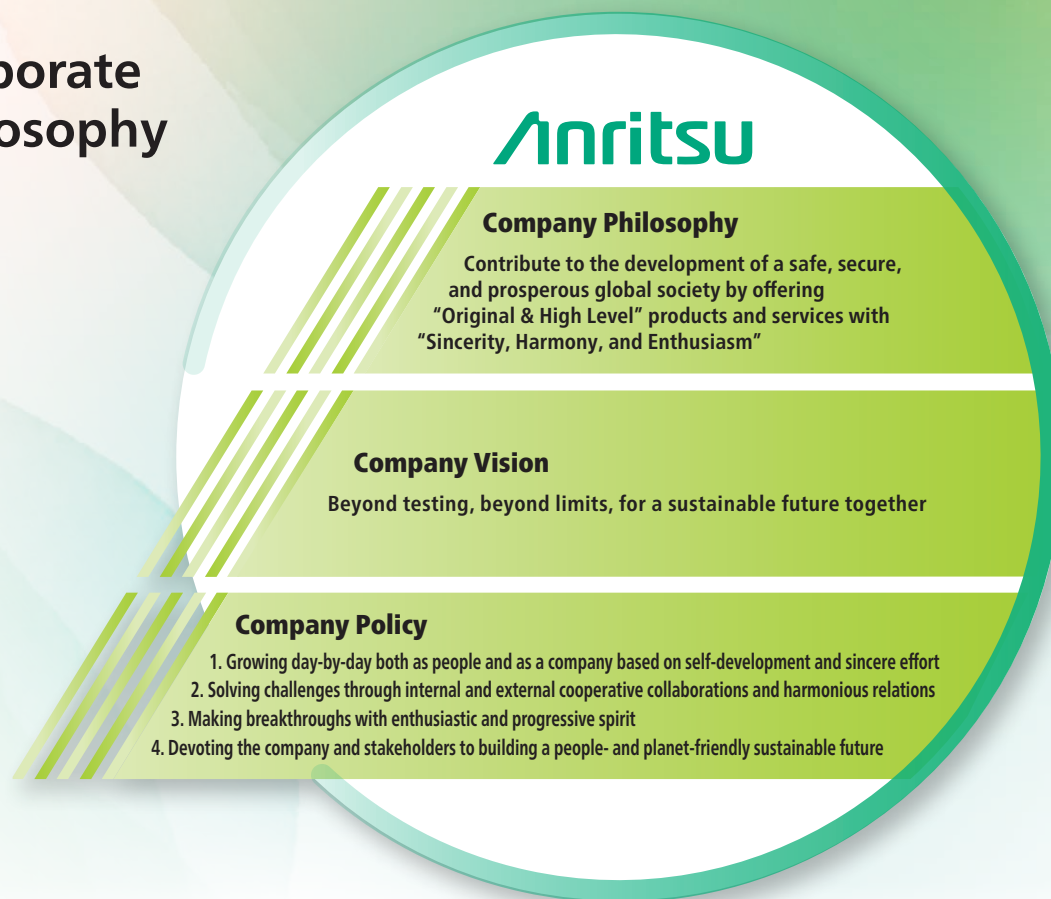 porate
osophy
Anritsu
Company Philosophy
Contribute to the development of a safe, secure,
and prosperous global society by offering
"Original & High Level" products and services with
"Sincerity, Harmony, and Enthusiasm"
Company Vision
Beyond testing, beyond limits, for a sustainable future together
Company Policy
1. Growing day-by-day both as people and as a company based on self-development and sincere effort
2. Solving challenges through internal and external cooperative collaborations and harmonious relations
3. Making breakthroughs with enthusiastic and progressive spirit
4. Devoting the company and stakeholders to building a people- and planet-friendly sustainable future